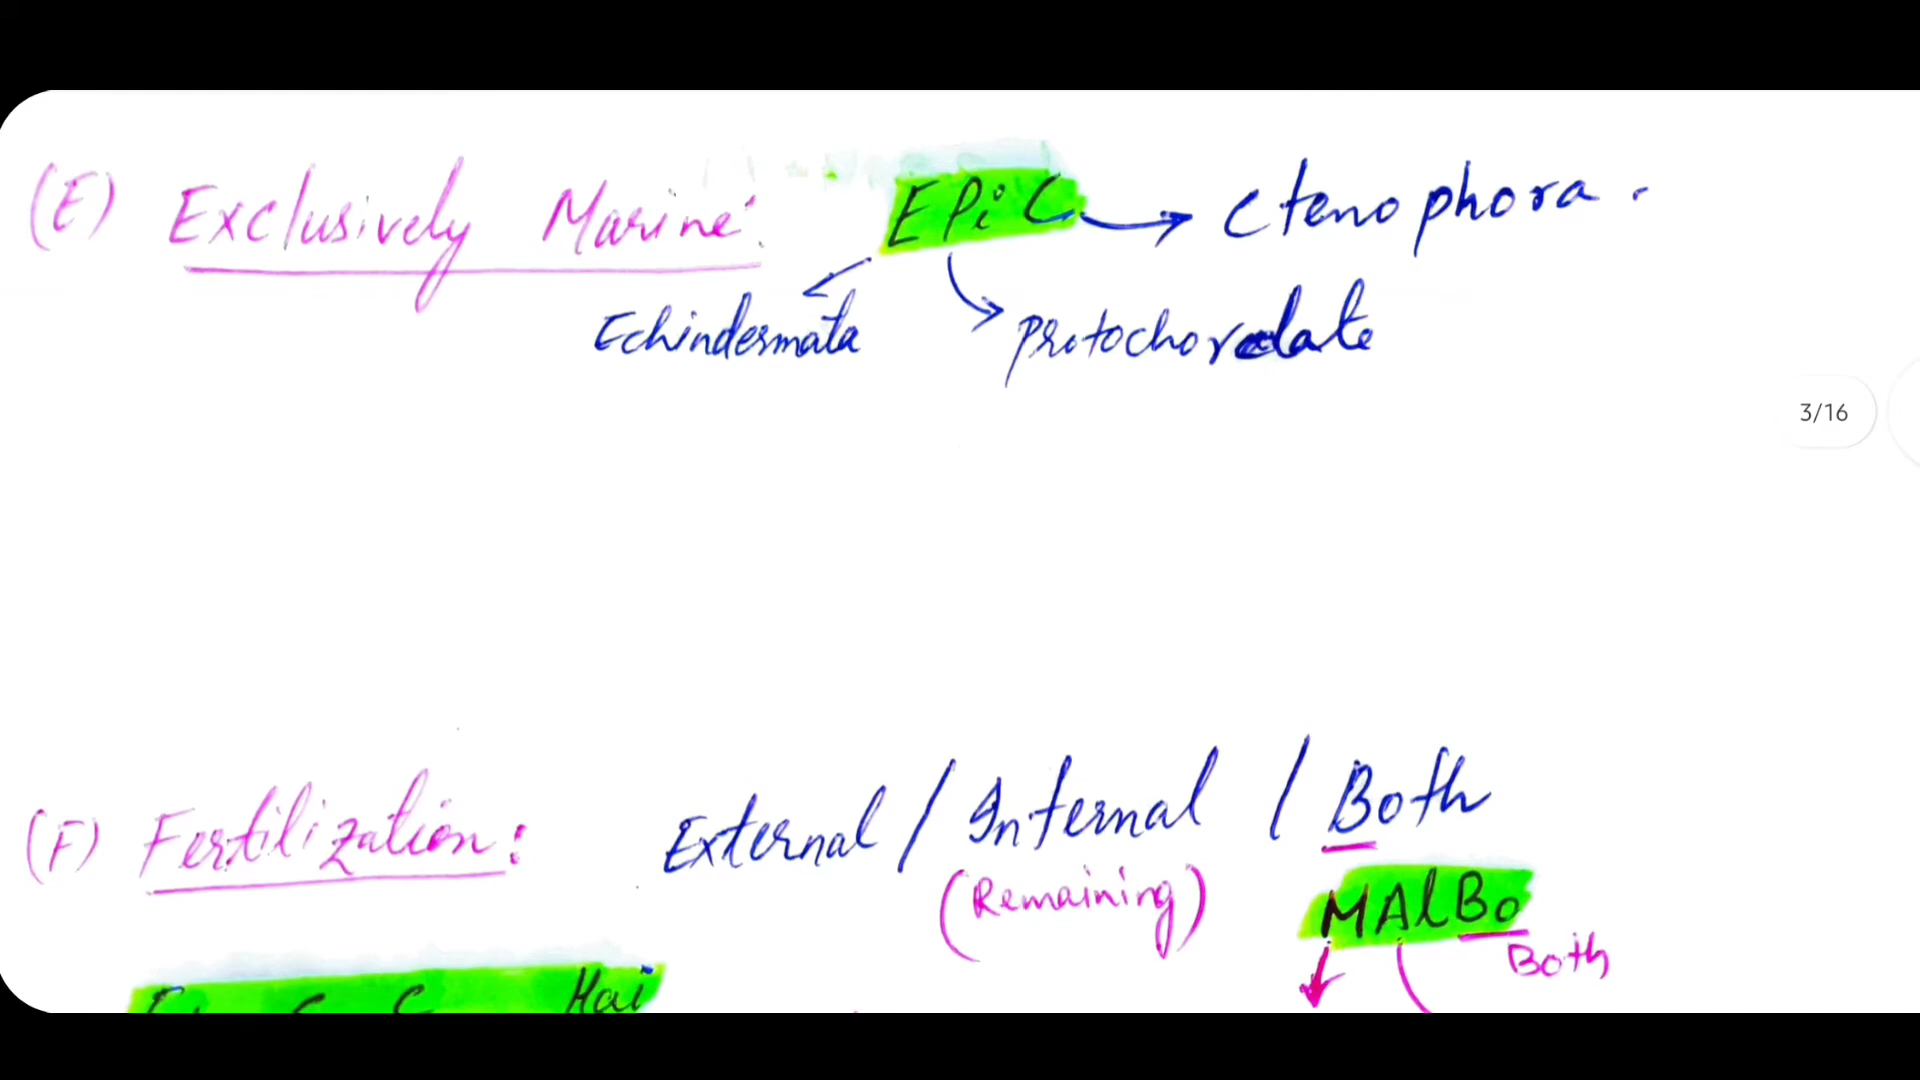 (E) Exclusively Marine: EPiC → Ctenophora.
Echindermata Protochordate
3/16
(F) Fertilization: External / Internal / Both
(Remaining) MAlBo
Both
Hai